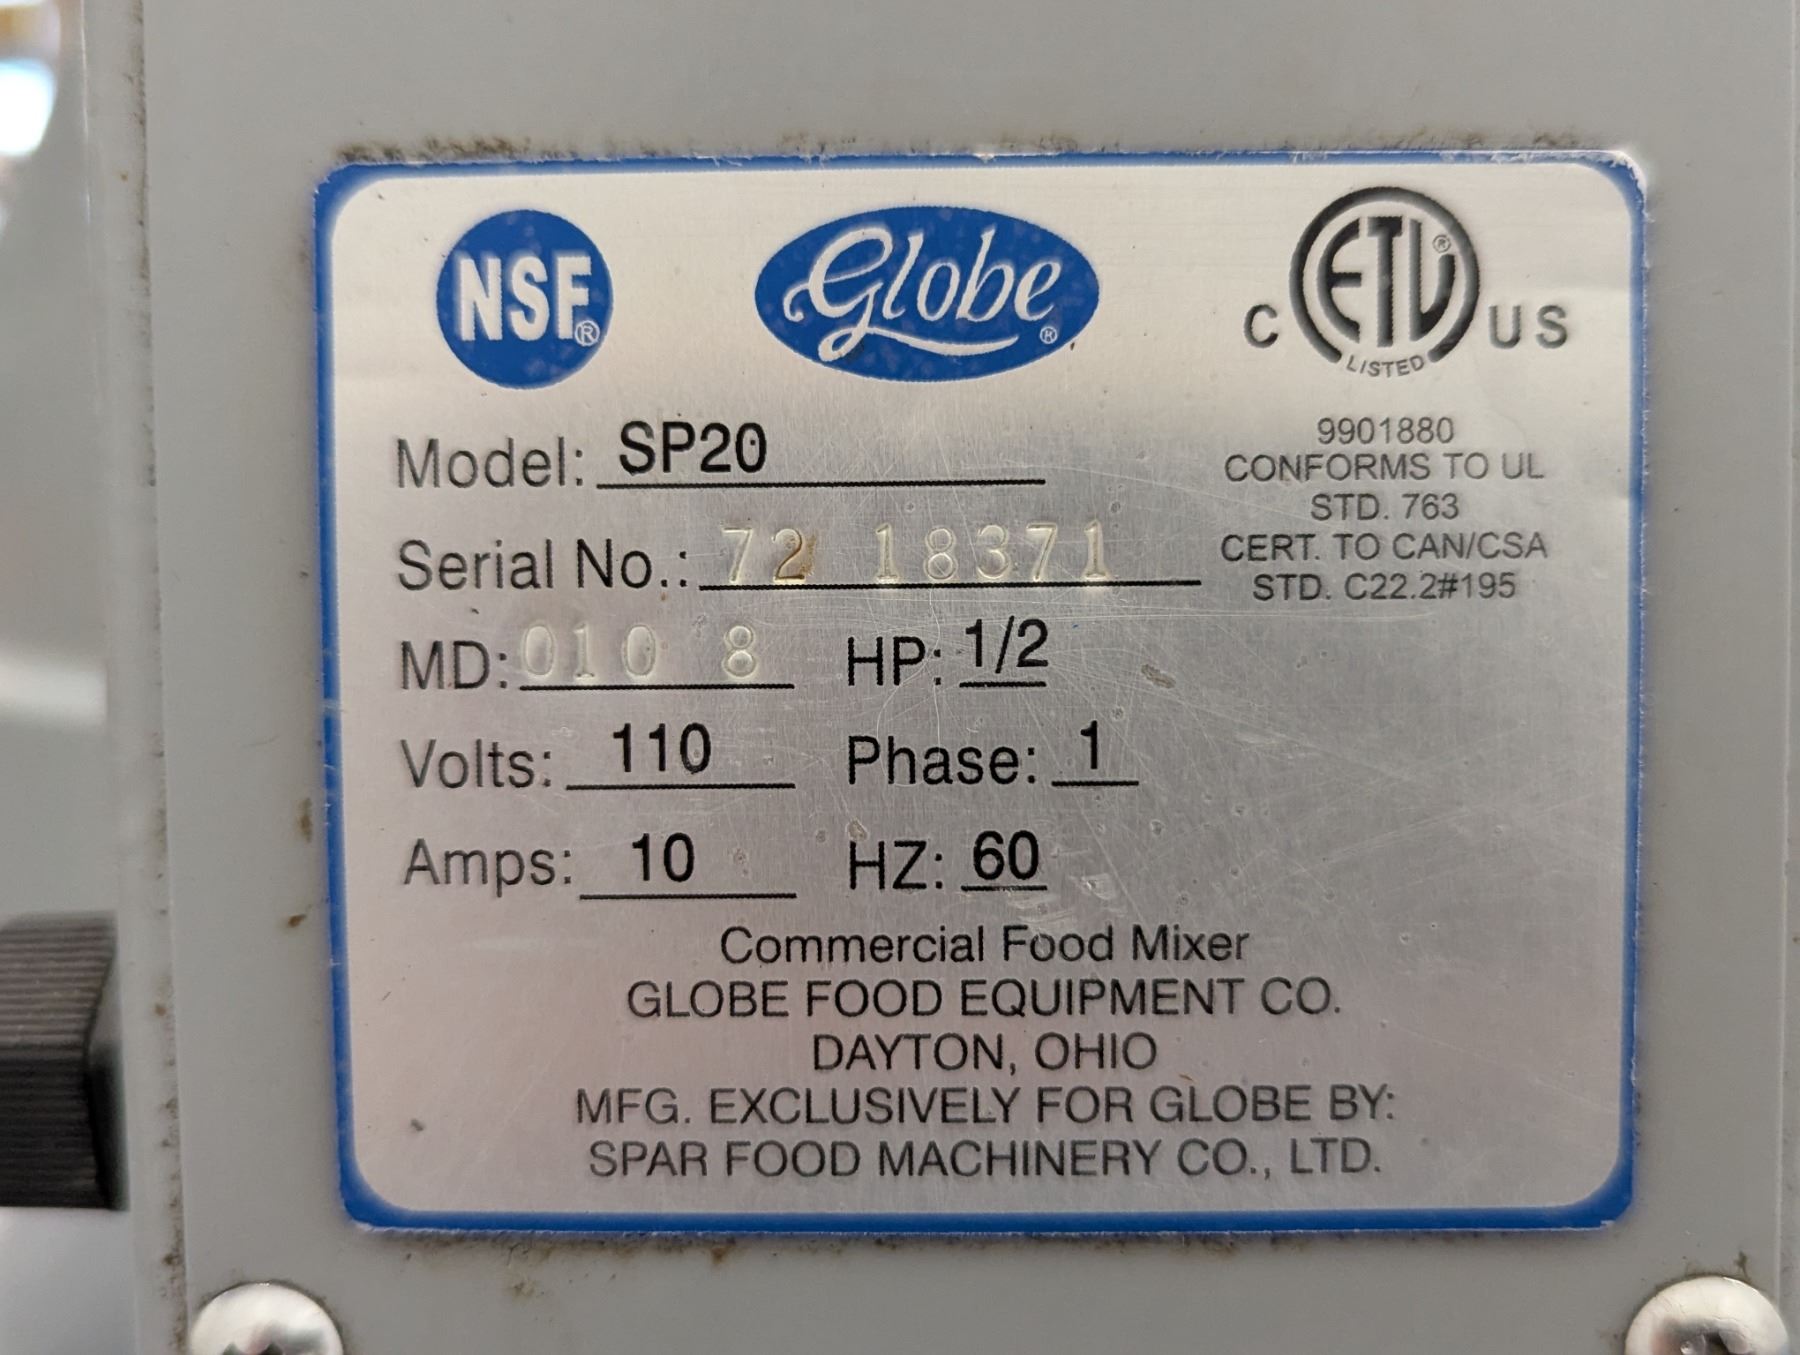 NSF® Globe® C ETL® LISTED US
Model: SP20
9901880
CONFORMS TO UL
STD. 763
CERT. TO CAN/CSA
STD. C22.2#195
Serial No.: 72 18371
MD: 010 8 HP: 1/2
Volts: 110 Phase: 1
Amps: 10 HZ: 60
Commercial Food Mixer
GLOBE FOOD EQUIPMENT CO.
DAYTON, OHIO
MFG. EXCLUSIVELY FOR GLOBE BY:
SPAR FOOD MACHINERY CO., LTD.